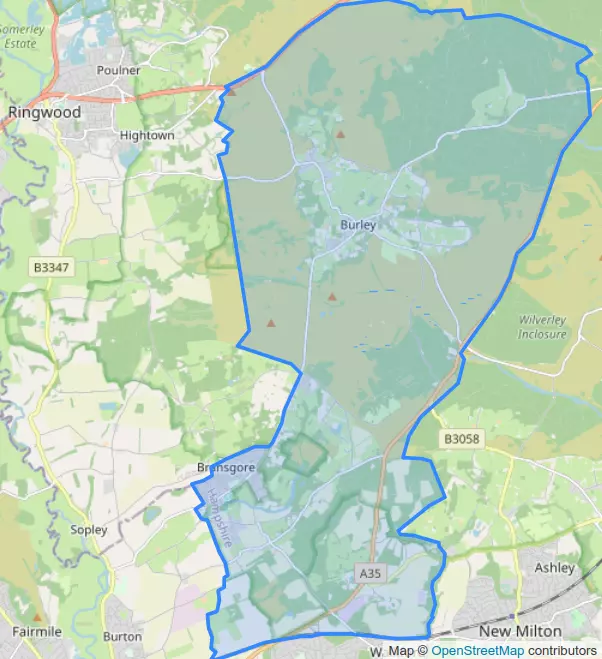 Somerley
Estate
Poulner
Ringwood
Hightown
Burley
B3347
Wilverley
Inclosure
B3058
Bransgore
Hampshire
Sopley
A35
Ashley
Fairmile
Burton
New Milton
W
Map © OpenStreetMap contributors